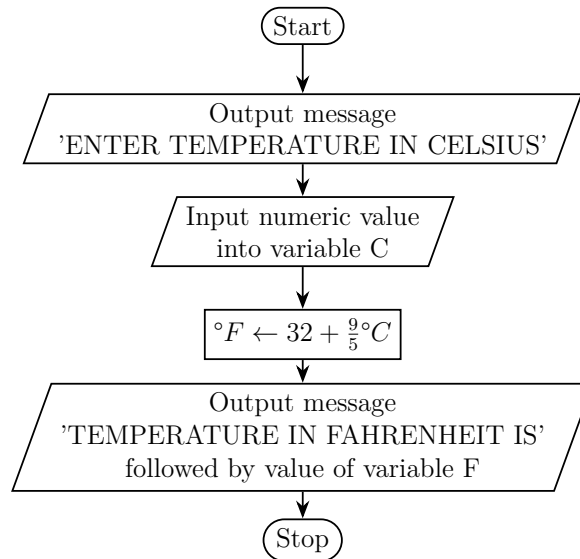 Start
Output message
'ENTER TEMPERATURE IN CELSIUS'
Input numeric value
into variable C
°F ← 32 + 9/5 °C
Output message
'TEMPERATURE IN FAHRENHEIT IS'
followed by value of variable F
Stop